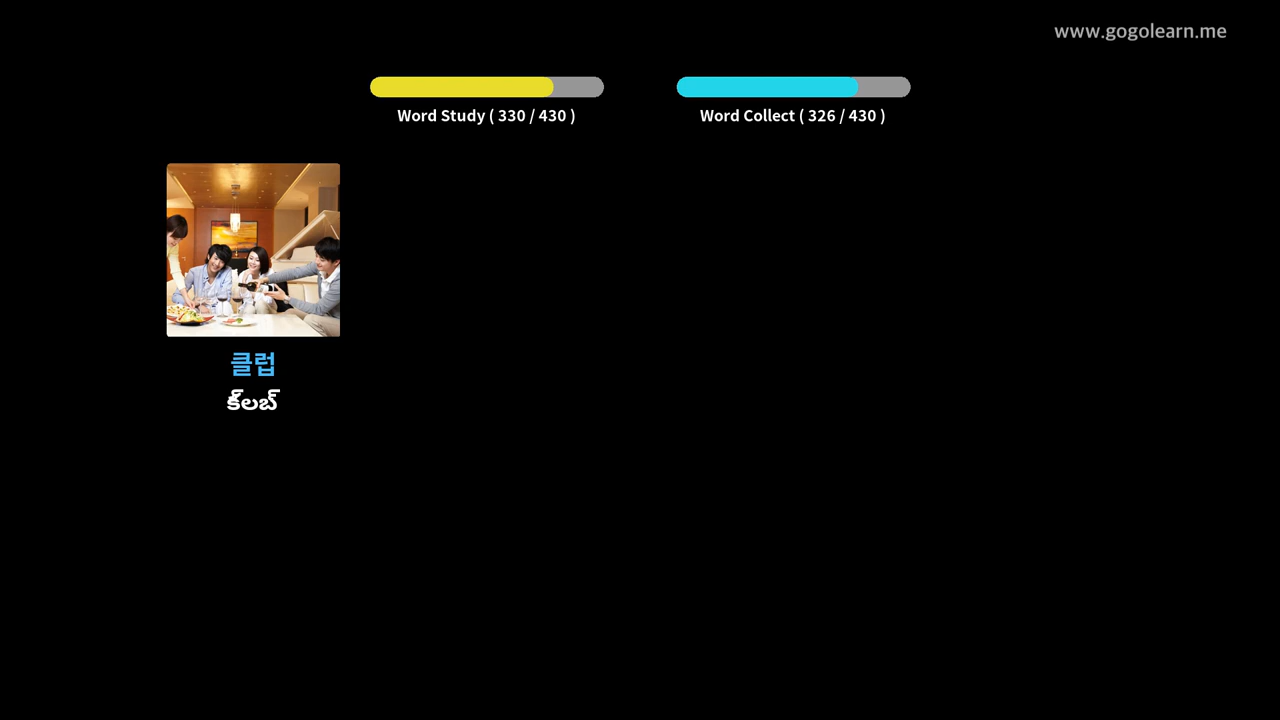 www.gogolearn.me
Word Study ( 330 / 430 )
Word Collect ( 326 / 430 )
클럽
క్‌లబ్